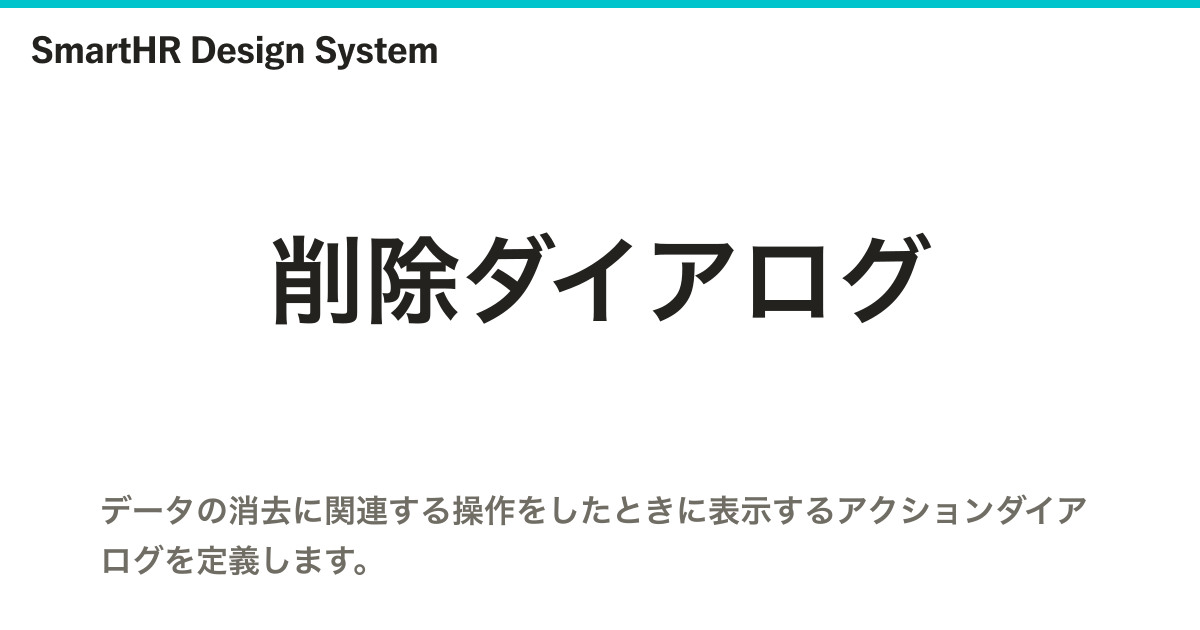 SmartHR Design System
削除ダイアログ
データの消去に関連する操作をしたときに表示するアクションダイア
ログを定義します。